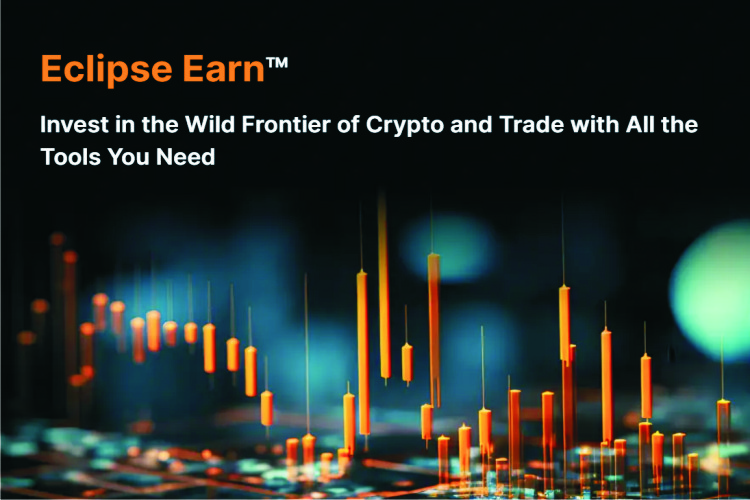 Eclipse Earn™
Invest in the Wild Frontier of Crypto and Trade with All the
Tools You Need